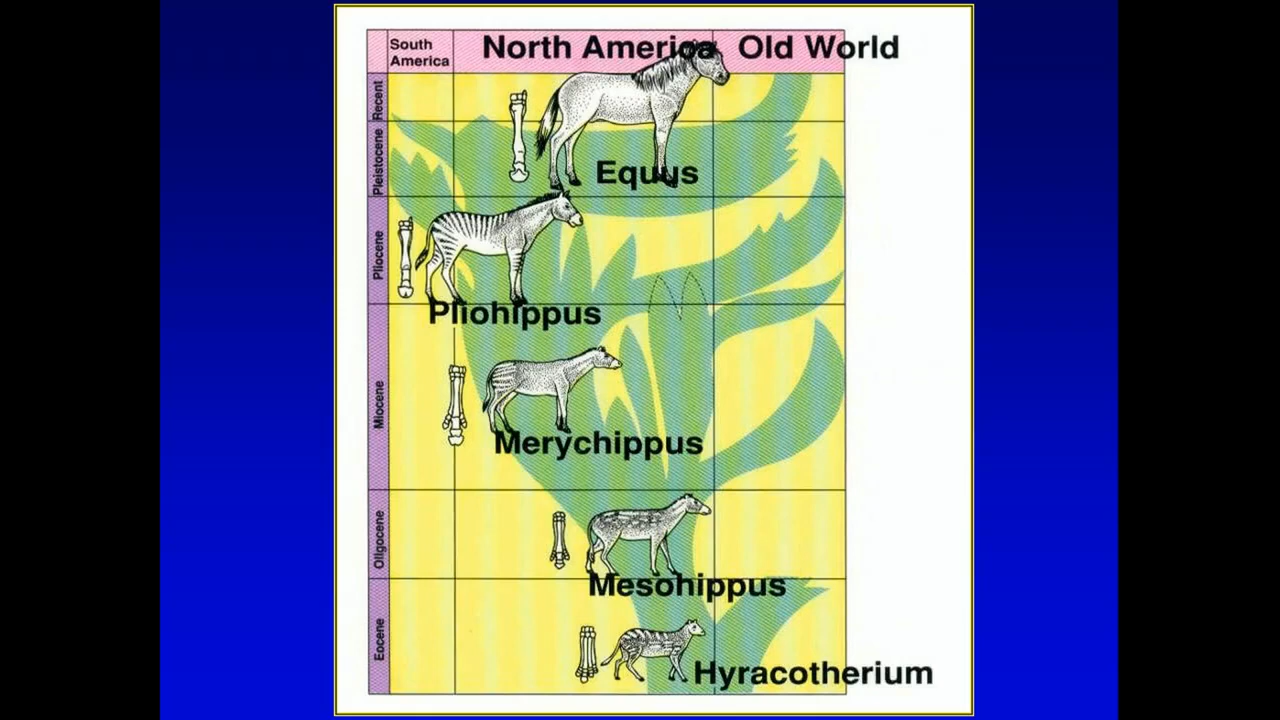 South
America
North America
Old World
Recent
Pleistocene
Equus
Pliocene
Pliohippus
Miocene
Merychippus
Oligocene
Mesohippus
Eocene
Hyracotherium